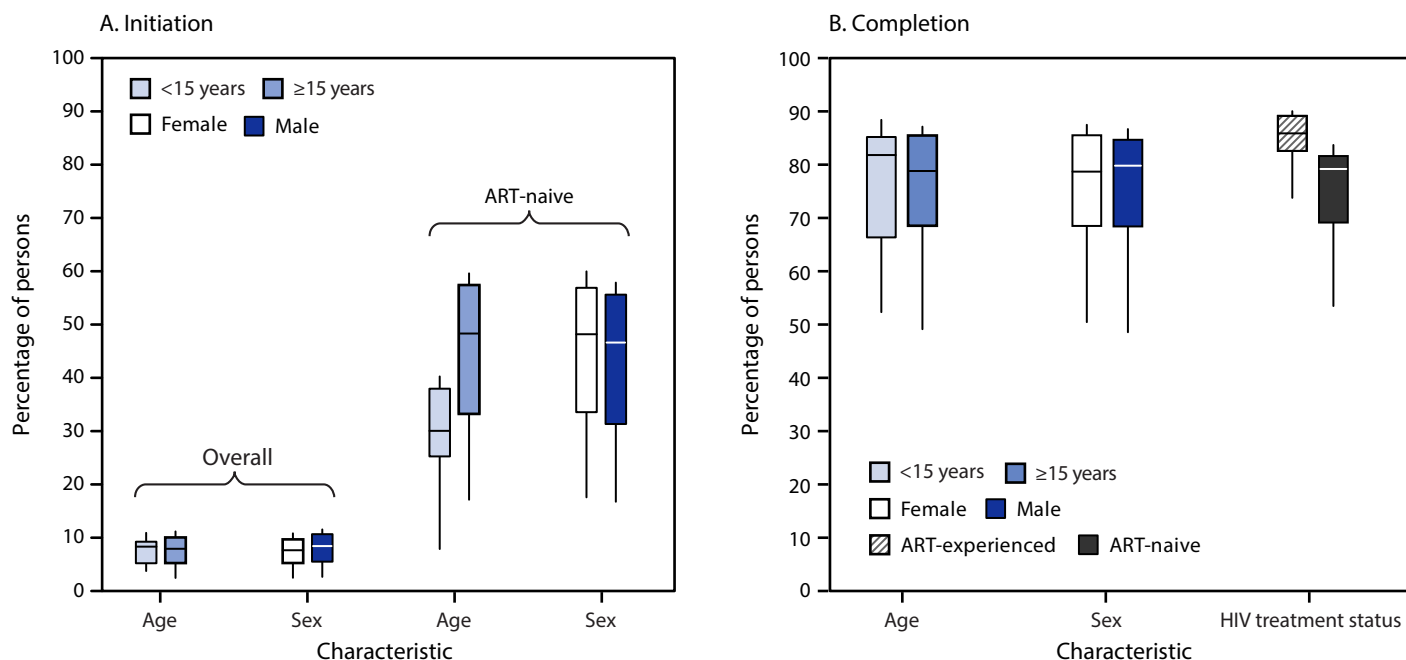 A. Initiation
100
90
80
70
60
50
40
30
20
10
0
Percentage of persons
<15 years
≥15 years
Female
Male
Overall
ART-naive
Age
Sex
Age
Sex
Characteristic
B. Completion
100
90
80
70
60
50
40
30
20
10
0
Percentage of persons
<15 years
≥15 years
Female
Male
ART-experienced
ART-naive
Age
Sex
HIV treatment status
Characteristic